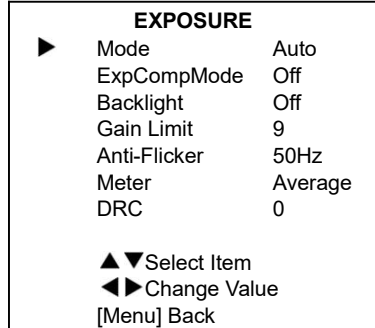 EXPOSURE
▶ Mode Auto
ExpCompMode Off
Backlight Off
Gain Limit 9
Anti-Flicker 50Hz
Meter Average
DRC 0
▲▼Select Item
◀▶Change Value
[Menu] Back